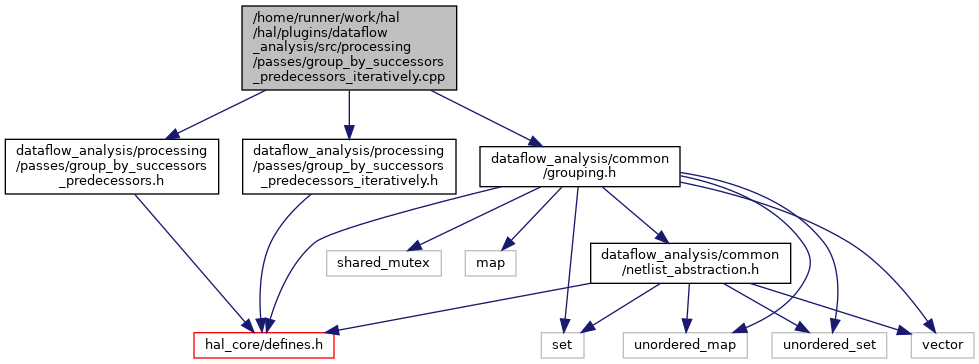 /home/runner/work/hal
/hal/plugins/dataflow
_analysis/src/processing
/passes/group_by_successors
_predecessors_iteratively.cpp
dataflow_analysis/processing
/passes/group_by_successors
_predecessors.h
dataflow_analysis/processing
/passes/group_by_successors
_predecessors_iteratively.h
dataflow_analysis/common
/grouping.h
shared_mutex
map
dataflow_analysis/common
/netlist_abstraction.h
hal_core/defines.h
set
unordered_map
unordered_set
vector